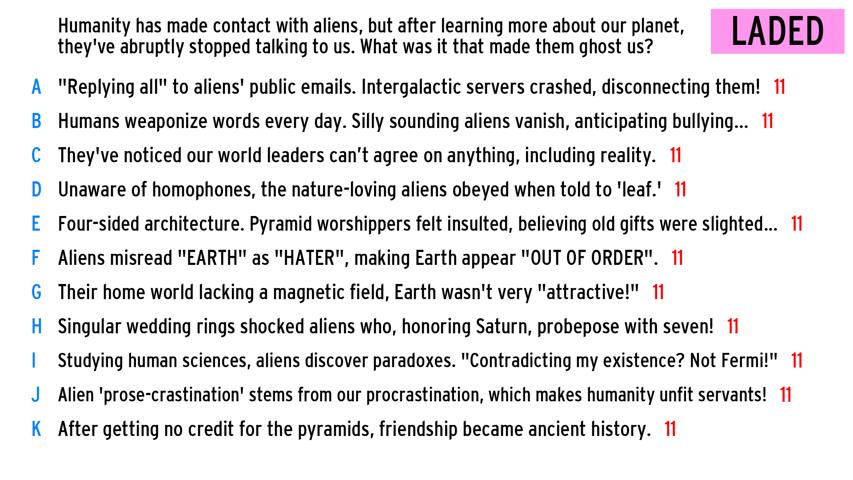 Humanity has made contact with aliens, but after learning more about our planet,
they've abruptly stopped talking to us. What was it that made them ghost us?
LADED
A "Replying all" to aliens' public emails. Intergalactic servers crashed, disconnecting them! 11
B Humans weaponize words every day. Silly sounding aliens vanish, anticipating bullying... 11
C They've noticed our world leaders can't agree on anything, including reality. 11
D Unaware of homophones, the nature-loving aliens obeyed when told to 'leaf.' 11
E Four-sided architecture. Pyramid worshippers felt insulted, believing old gifts were slighted... 11
F Aliens misread "EARTH" as "HATER", making Earth appear "OUT OF ORDER". 11
G Their home world lacking a magnetic field, Earth wasn't very "attractive!" 11
H Singular wedding rings shocked aliens who, honoring Saturn, probepose with seven! 11
I Studying human sciences, aliens discover paradoxes. "Contradicting my existence? Not Fermi!" 11
J Alien 'prose-crastination' stems from our procrastination, which makes humanity unfit servants! 11
K After getting no credit for the pyramids, friendship became ancient history. 11